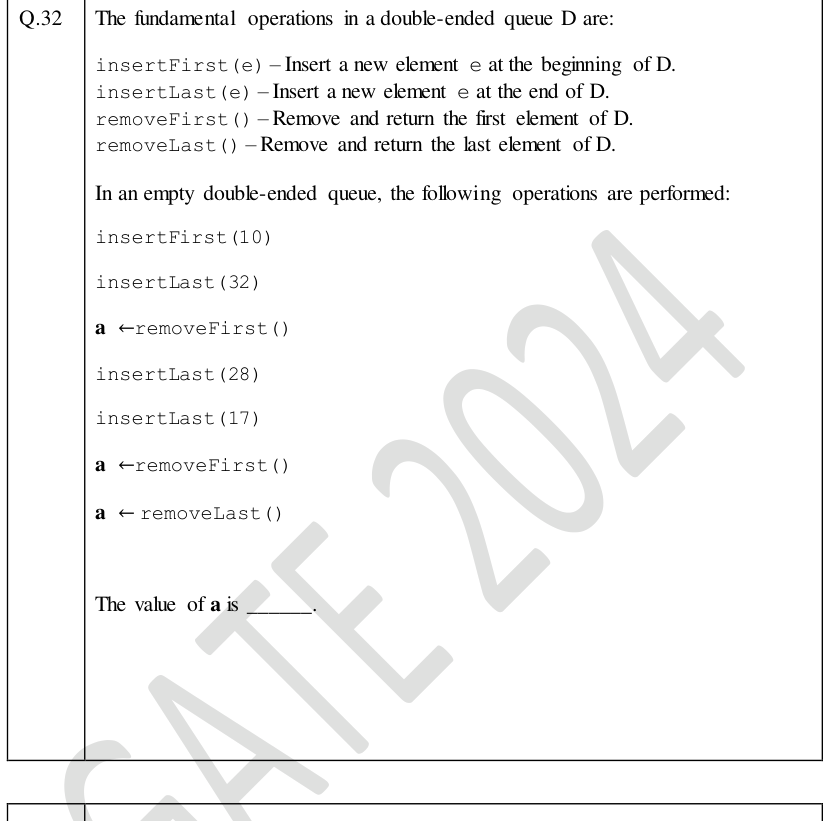 Q.32 The fundamental operations in a double-ended queue D are:
insertFirst(e) – Insert a new element e at the beginning of D.
insertLast(e) – Insert a new element e at the end of D.
removeFirst() – Remove and return the first element of D.
removeLast() – Remove and return the last element of D.
In an empty double-ended queue, the following operations are performed:
insertFirst(10)
insertLast(32)
a ←removeFirst()
insertLast(28)
insertLast(17)
a ←removeFirst()
a ← removeLast()
The value of a is ______.
GATE 2024